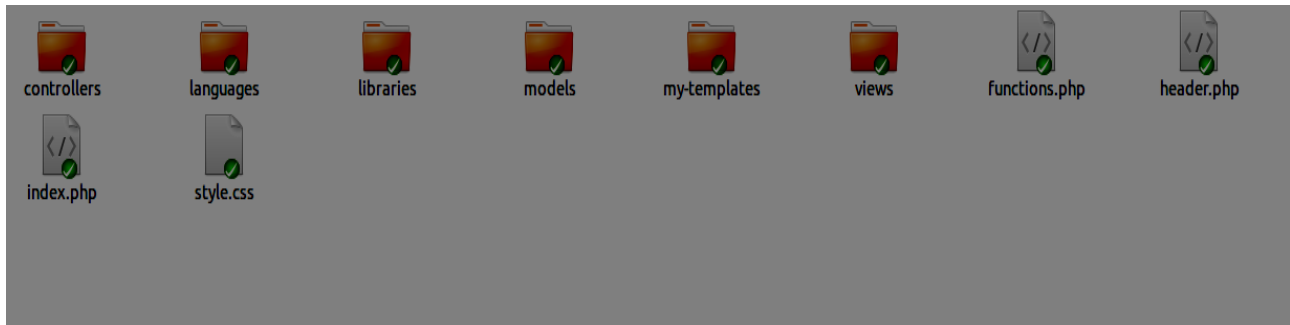 controllers languages libraries models my-templates views functions.php header.php
index.php style.css